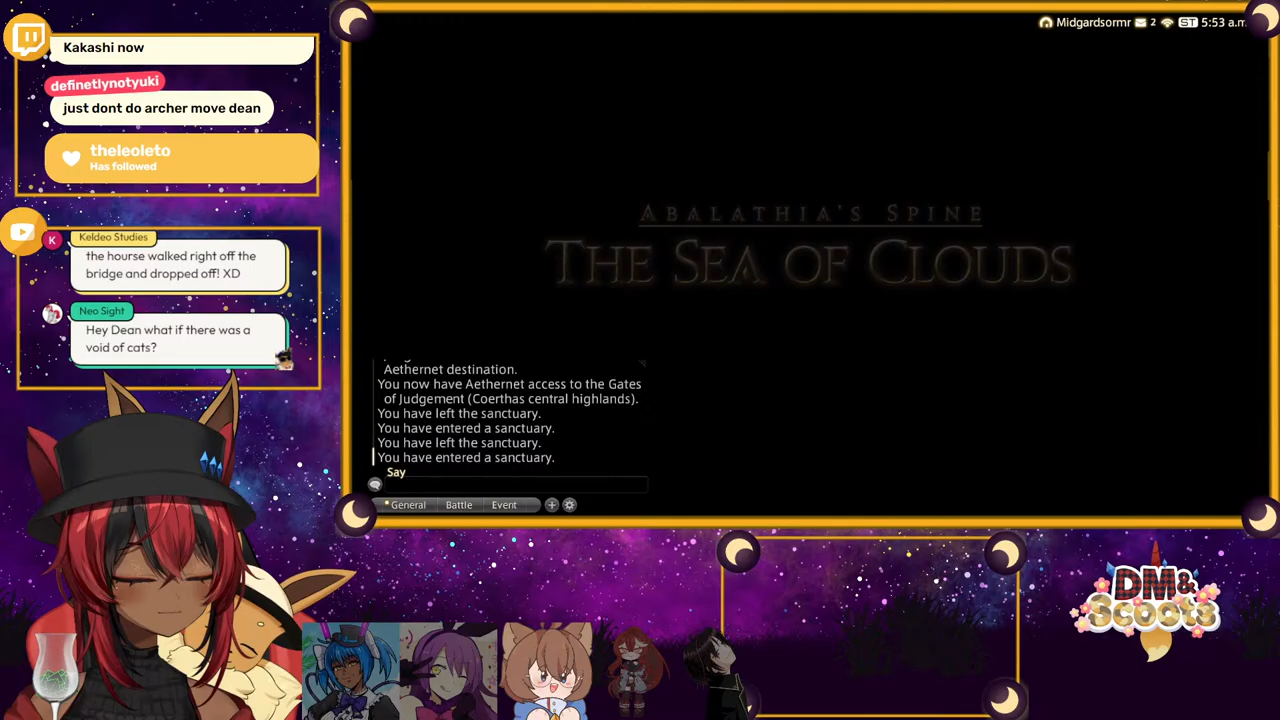 Kakashi now
definetlynotyuki
just dont do archer move dean
theleoleto
Has followed
K
Keldeo Studies
the hourse walked right off the
bridge and dropped off! XD
Neo Sight
Hey Dean what if there was a
void of cats?
Midgardsormr 2 ST 5:53 a.m.
ABALATHIA'S SPINE
THE SEA OF CLOUDS
Aethernet destination.
You now have Aethernet access to the Gates
of Judgement (Coerthas central highlands).
You have left the sanctuary.
You have entered a sanctuary.
You have left the sanctuary.
You have entered a sanctuary.
Say
General Battle Event
DM&
Scoots